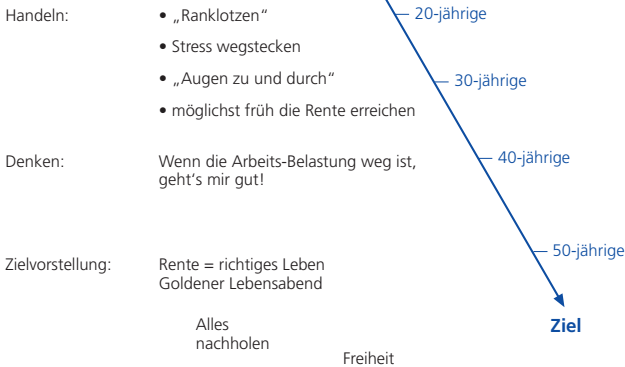 Handeln:
• „Ranklotzen“
20-jährige
• Stress wegstecken
• „Augen zu und durch“
30-jährige
• möglichst früh die Rente erreichen
Denken:
Wenn die Arbeits-Belastung weg ist,
geht's mir gut!
40-jährige
50-jährige
Zielvorstellung:
Rente = richtiges Leben
Goldener Lebensabend
Ziel
Alles
nachholen
Freiheit